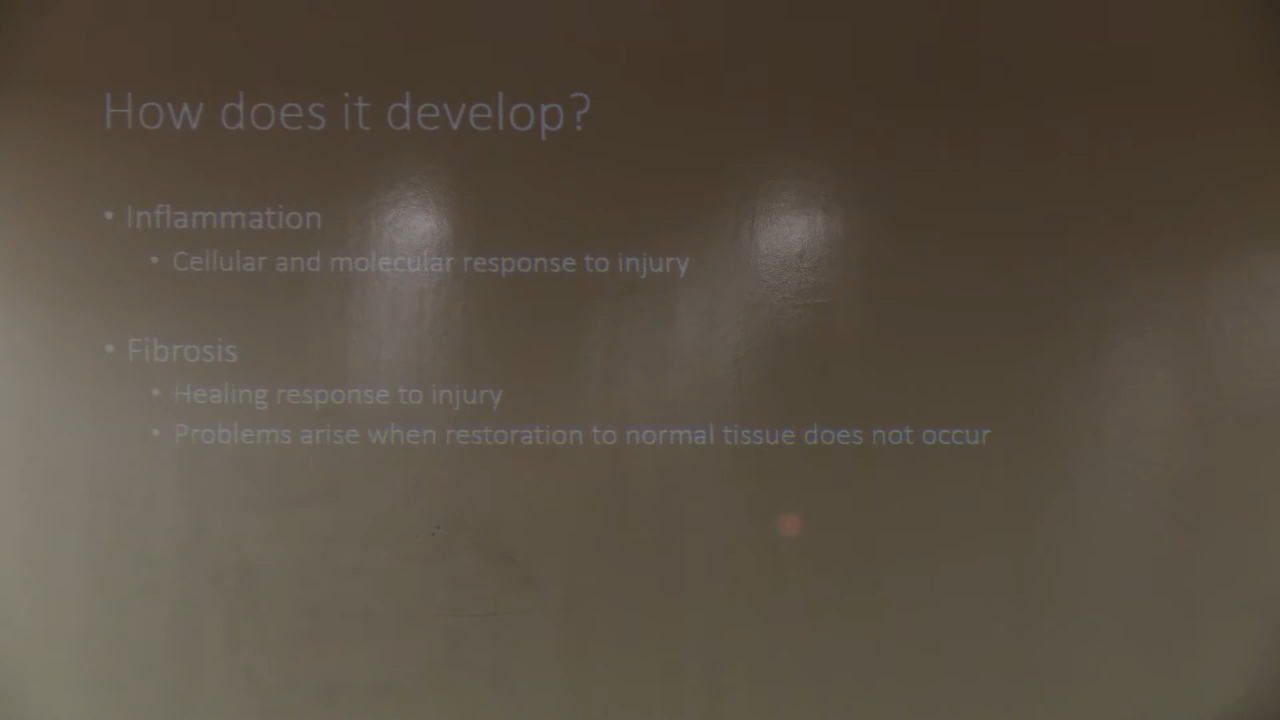 How does it develop?
• Inflammation
• Cellular and molecular response to injury
• Fibrosis
• Healing response to injury
• Problems arise when restoration to normal tissue does not occur